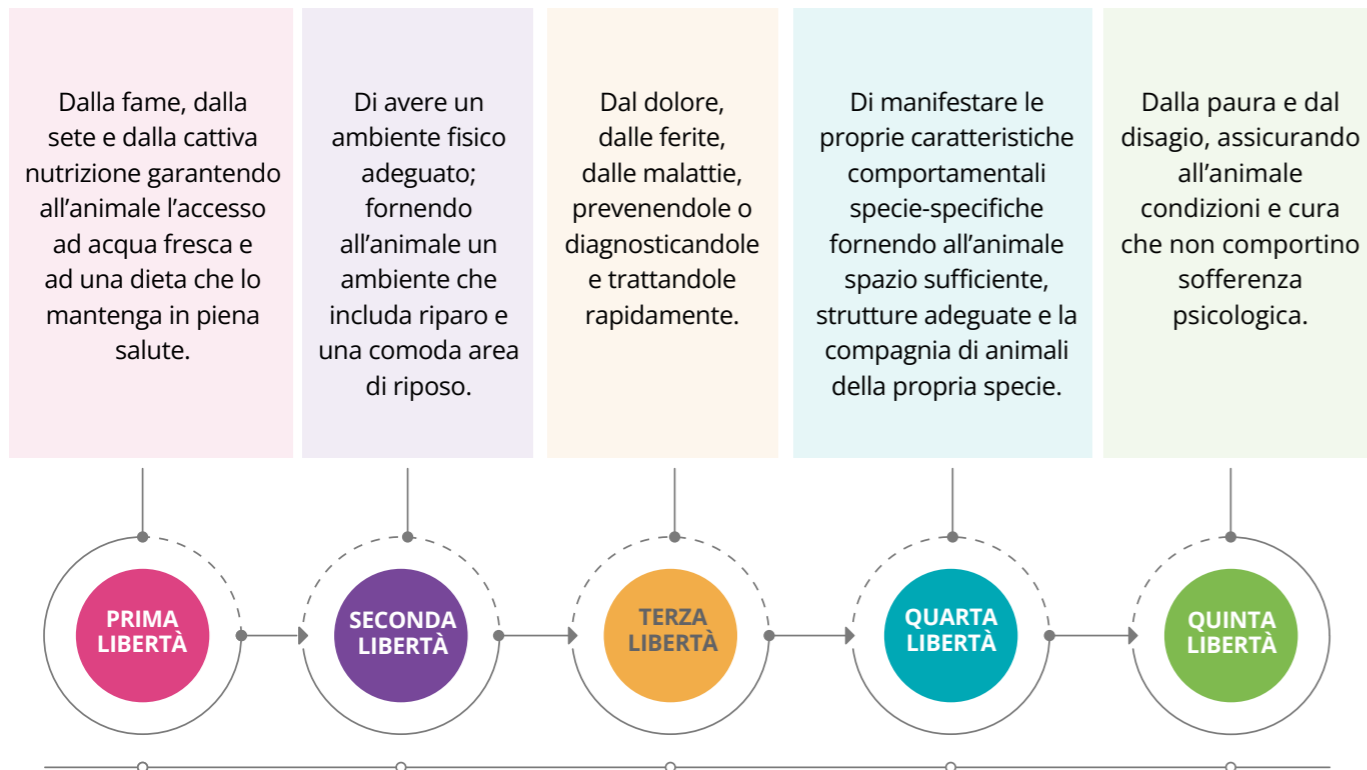 Dalla fame, dalla
sete e dalla cattiva
nutrizione garantendo
all’animale l’accesso
ad acqua fresca e
ad una dieta che lo
mantenga in piena
salute.
Di avere un
ambiente fisico
adeguato;
fornendo
all’animale un
ambiente che
includa riparo e
una comoda area
di riposo.
Dal dolore,
dalle ferite,
dalle malattie,
prevenendole o
diagnosticandole
e trattandole
rapidamente.
Di manifestare le
proprie caratteristiche
comportamentali
specie-specifiche
fornendo all’animale
spazio sufficiente,
strutture adeguate e la
compagnia di animali
della propria specie.
Dalla paura e dal
disagio, assicurando
all’animale
condizioni e cura
che non comportino
sofferenza
psicologica.
PRIMA
LIBERTÀ
SECONDA
LIBERTÀ
TERZA
LIBERTÀ
QUARTA
LIBERTÀ
QUINTA
LIBERTÀ